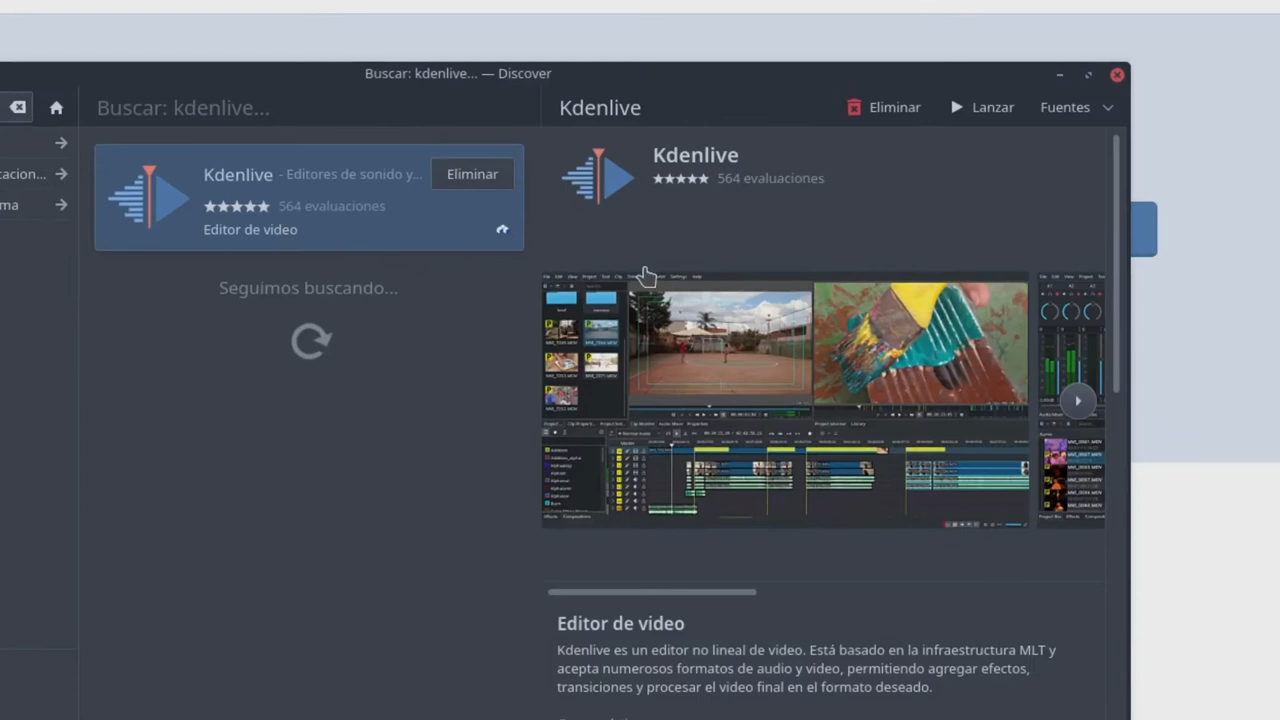 Buscar: kdenlive... — Discover
Buscar: kdenlive...
Kdenlive
Eliminar
Lanzar
Fuentes
cacion...
ma
Kdenlive - Editores de sonido y...
Eliminar
564 evaluaciones
Editor de video
Seguimos buscando...
Kdenlive
564 evaluaciones
Editor de video
Kdenlive es un editor no lineal de video. Está basado en la infraestructura MLT y
acepta numerosos formatos de audio y video, permitiendo agregar efectos,
transiciones y procesar el video final en el formato deseado.